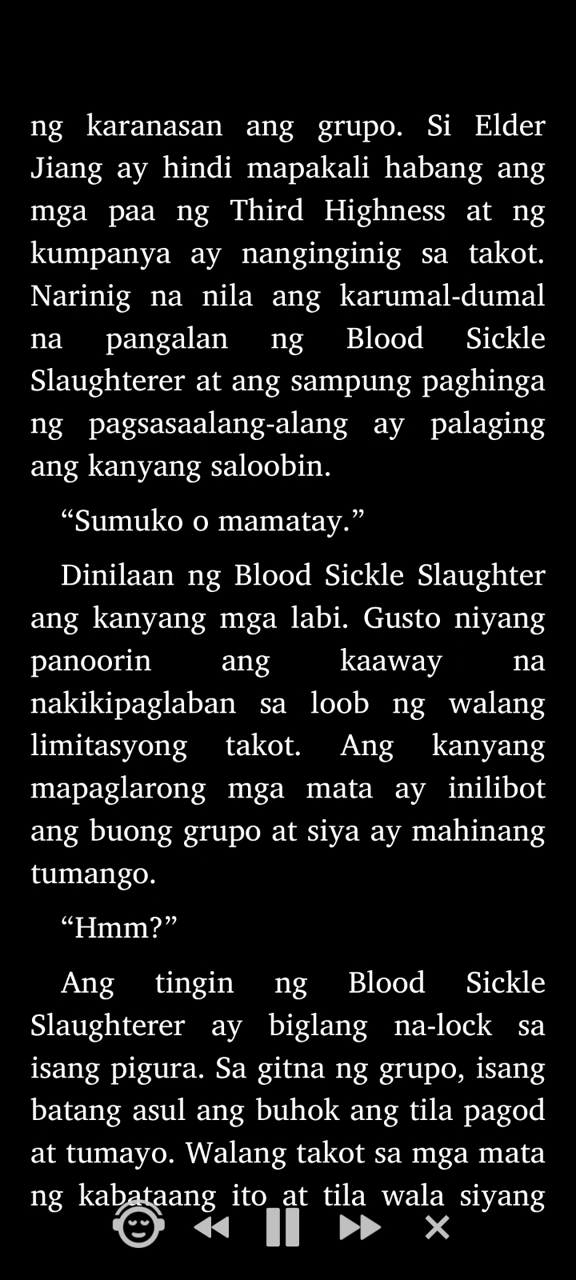 ng karanasan ang grupo. Si Elder
Jiang ay hindi mapakali habang ang
mga paa ng Third Highness at ng
kumpanya ay nanginginig sa takot.
Narinig na nila ang karumal-dumal
na pangalan ng Blood Sickle
Slaughterer at ang sampung paghinga
ng pagsasaalang-alang ay palaging
ang kanyang saloobin.
“Sumuko o mamatay.”
Dinilaan ng Blood Sickle Slaughter
ang kanyang mga labi. Gusto niyang
panoorin ang kaaway na
nakikipaglaban sa loob ng walang
limitasyong takot. Ang kanyang
mapaglarong mga mata ay inilibot
ang buong grupo at siya ay mahinang
tumango.
“Hmm?”
Ang tingin ng Blood Sickle
Slaughterer ay biglang na-lock sa
isang pigura. Sa gitna ng grupo, isang
batang asul ang buhok ang tila pagod
at tumayo. Walang takot sa mga mata
ng kabataang ito at tila wala siyang